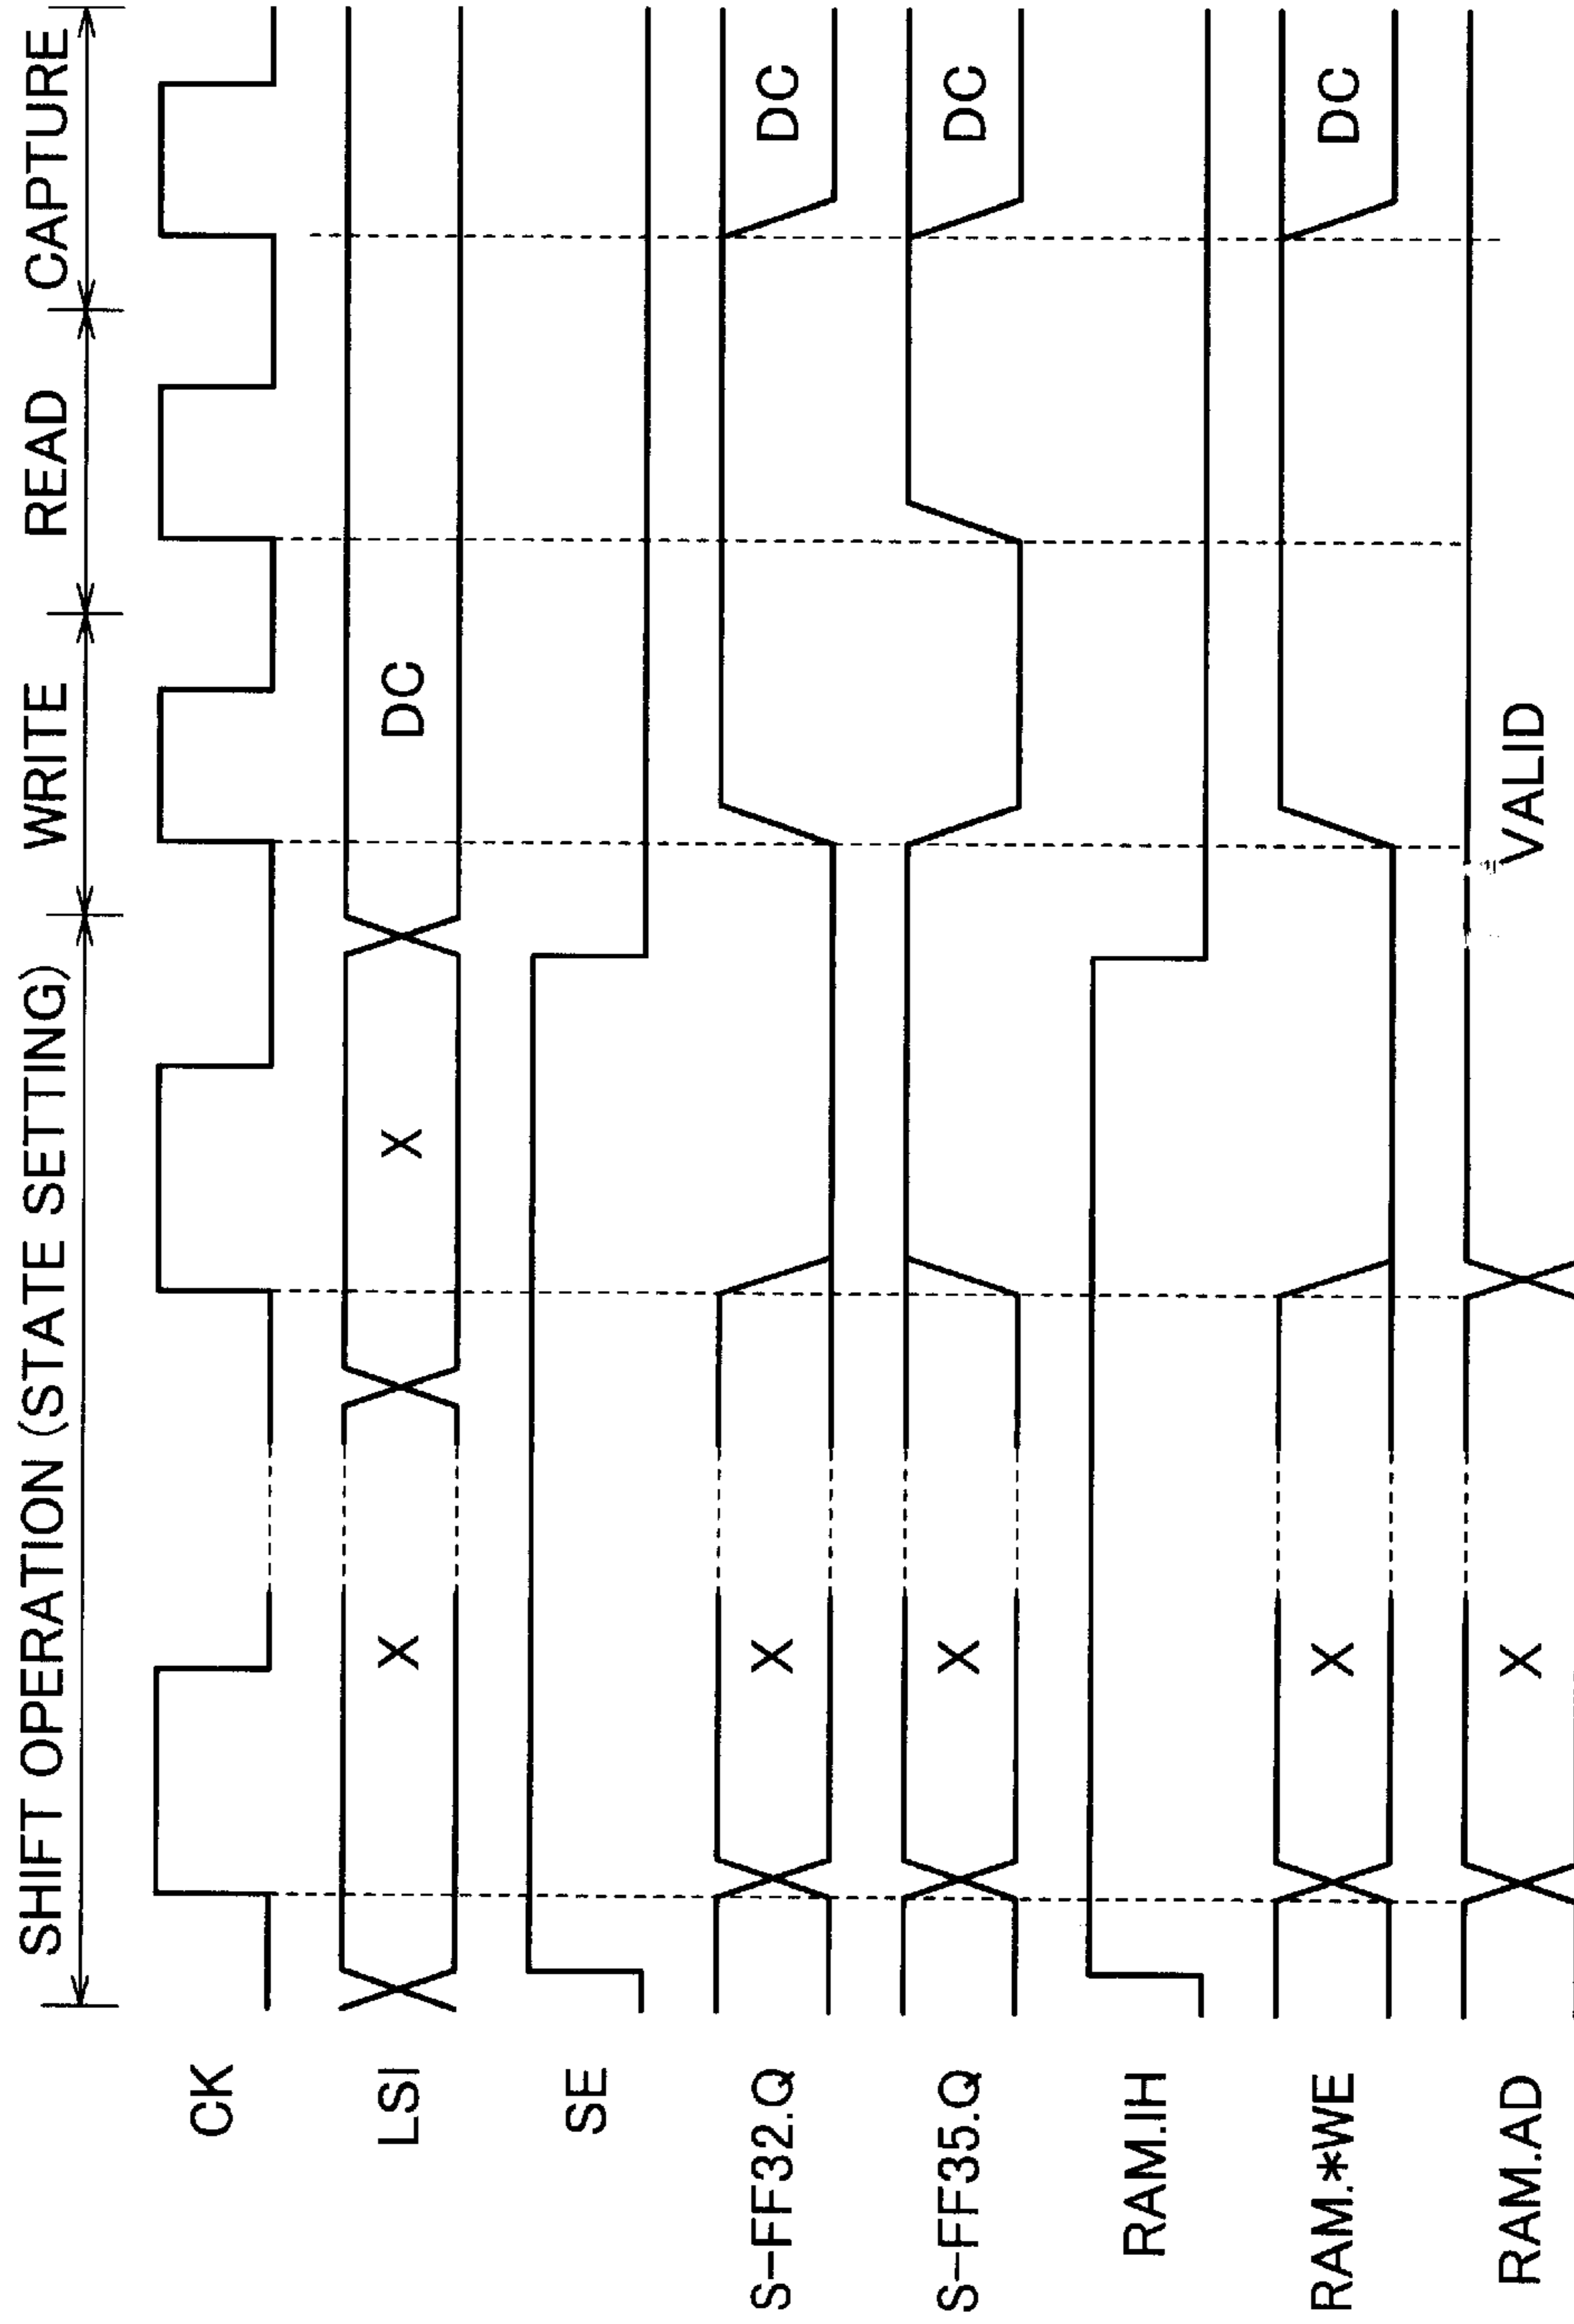 SHIFT OPERATION (STATE SETTING) WRITE READ CAPTURE
CK
LSI X X DC
SE
S-FF32.Q X DC
S-FF35.Q X DC
RAM.IH
RAM.*WE X DC
RAM.AD X VALID